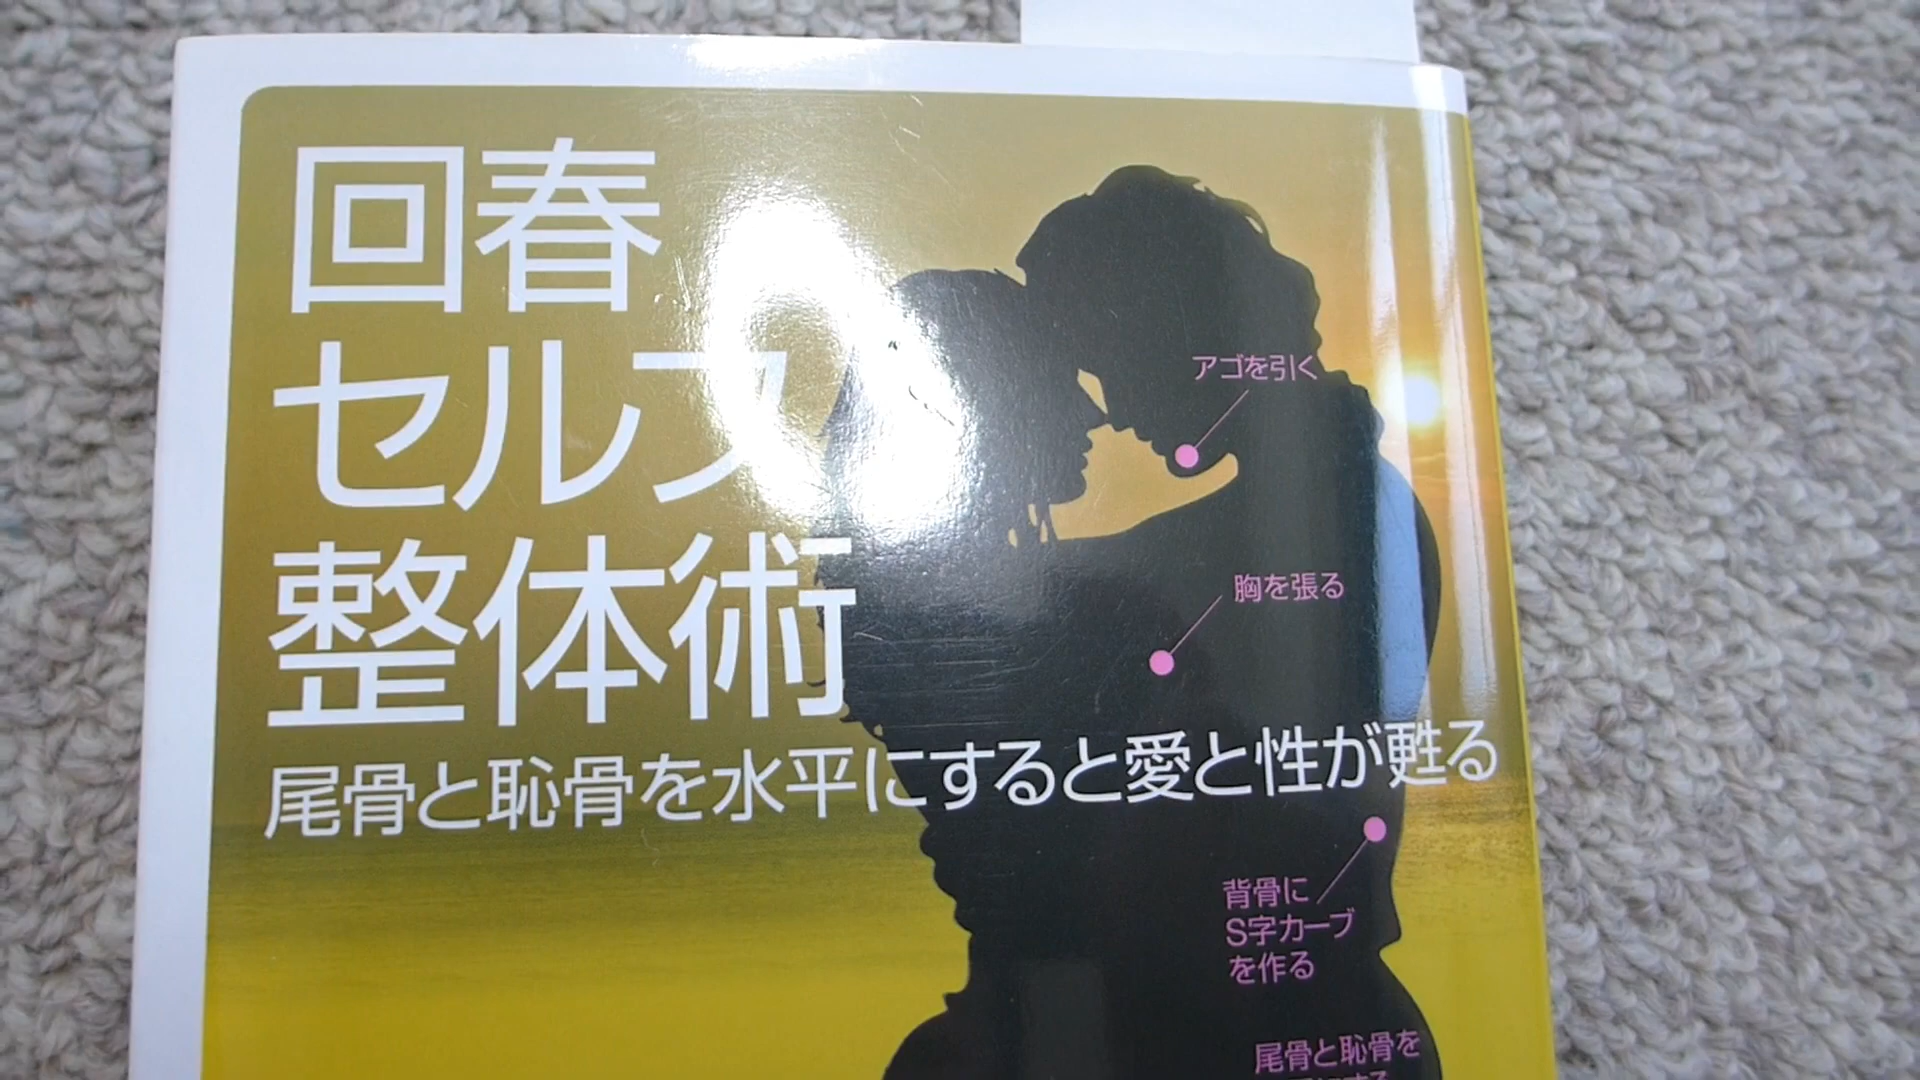 回春
セルフ
整体術
尾骨と恥骨を水平にすると愛と性が甦る
アゴを引く
胸を張る
背骨に
S字カーブ
を作る
尾骨と恥骨を